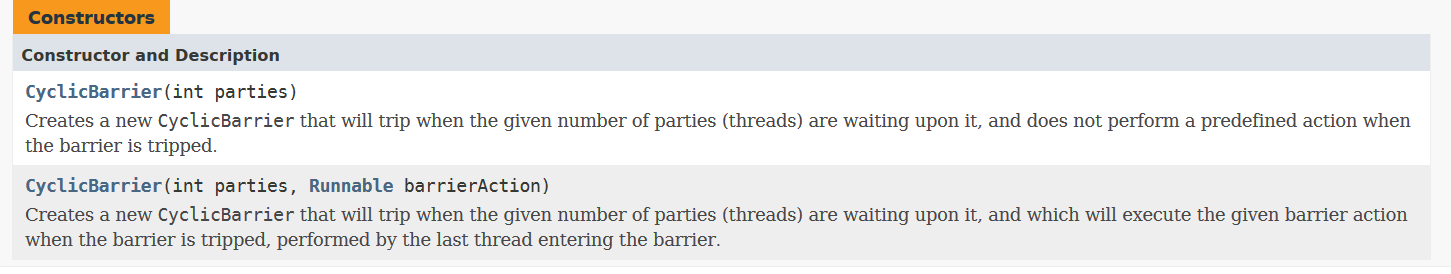 Constructors
Constructor and Description
CyclicBarrier(int parties)
Creates a new CyclicBarrier that will trip when the given number of parties (threads) are waiting upon it, and does not perform a predefined action when
the barrier is tripped.
CyclicBarrier(int parties, Runnable barrierAction)
Creates a new CyclicBarrier that will trip when the given number of parties (threads) are waiting upon it, and which will execute the given barrier action
when the barrier is tripped, performed by the last thread entering the barrier.